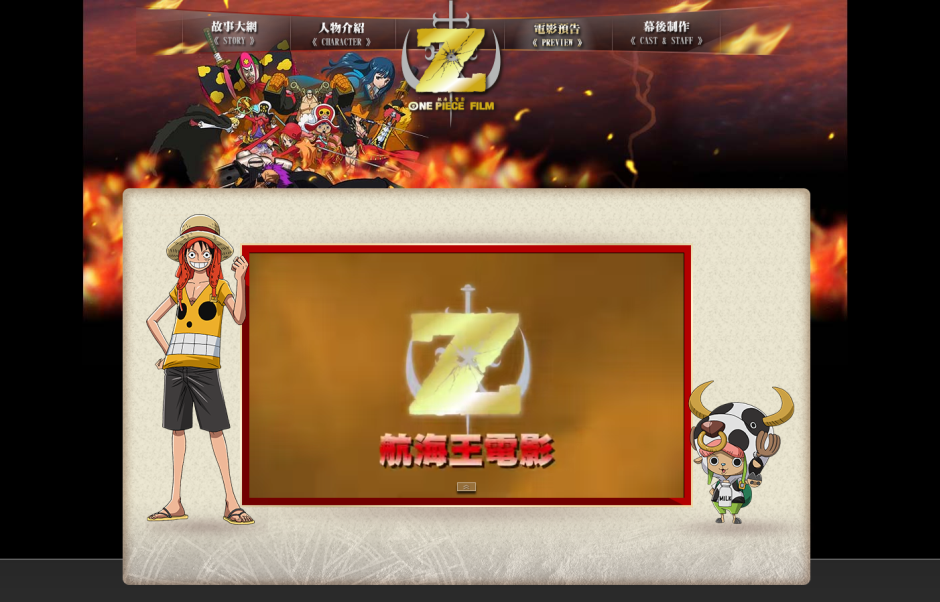 故事大綱
《 STORY 》
人物介紹
《 CHARACTER 》
Z
ONE PIECE FILM
電影預告
《 PREVIEW 》
幕後制作
《 CAST & STAFF 》
Z
航海王電影
MILK